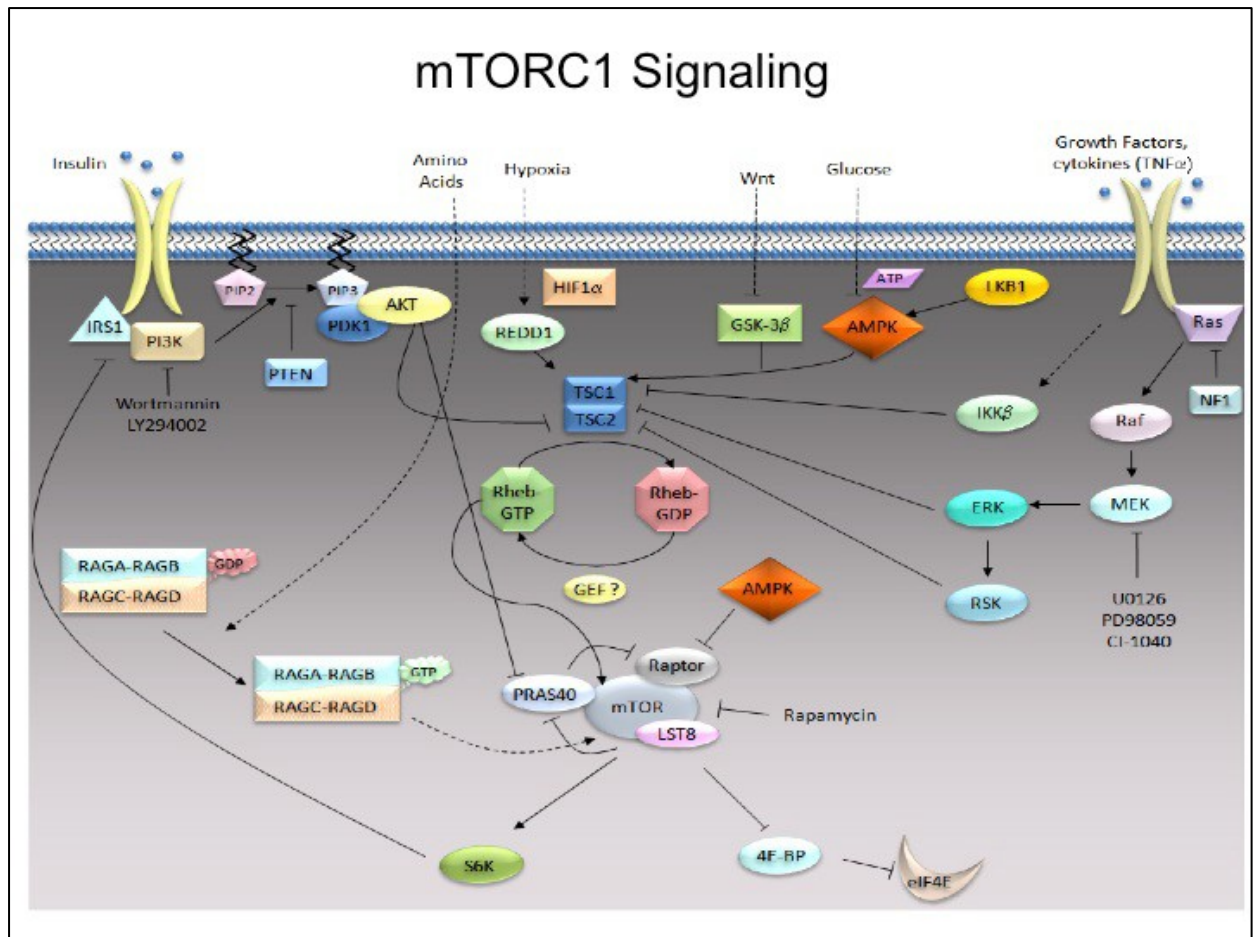 mTORC1 Signaling
Insulin
Amino
Acids
Hypoxia
Wnt
Glucose
Growth Factors,
cytokines (TNFα)
PIP2
PIP3
AKT
PDK1
IRS1
PI3K
PTEN
Wortmannin
LY294002
HIF1α
REDD1
GSK-3β
ATP
AMPK
LKB1
Ras
NF1
Raf
IKKβ
TSC1
TSC2
Rheb-
GTP
Rheb-
GDP
GEF?
ERK
MEK
RSK
U0126
PD98059
CI-1040
RAGA-RAGB
GDP
RAGC-RAGD
RAGA-RAGB
GTP
RAGC-RAGD
AMPK
Raptor
PRAS40
mTOR
LST8
Rapamycin
S6K
4E-BP
eIF4E